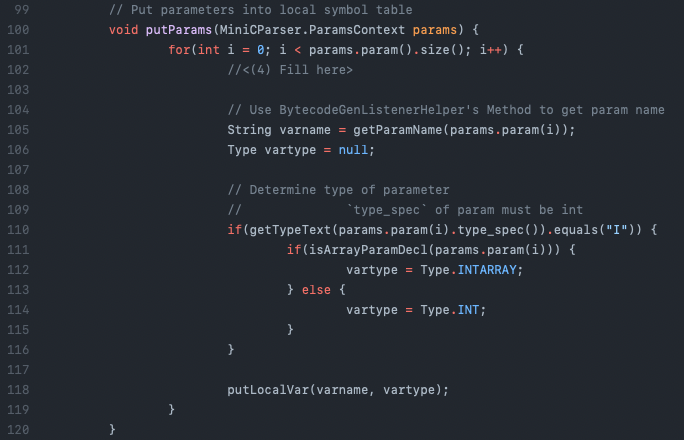 99 // Put parameters into local symbol table
100 void putParams(MiniCParser.ParamsContext params) {
101 for(int i = 0; i < params.param().size(); i++) {
102 //<(4) Fill here>
103
104 // Use BytecodeGenListenerHelper's Method to get param name
105 String varname = getParamName(params.param(i));
106 Type vartype = null;
107
108 // Determine type of parameter
109 // `type_spec` of param must be int
110 if(getTypeText(params.param(i).type_spec()).equals("I")) {
111 if(isArrayParamDecl(params.param(i))) {
112 vartype = Type.INTARRAY;
113 } else {
114 vartype = Type.INT;
115 }
116 }
117
118 putLocalVar(varname, vartype);
119 }
120 }